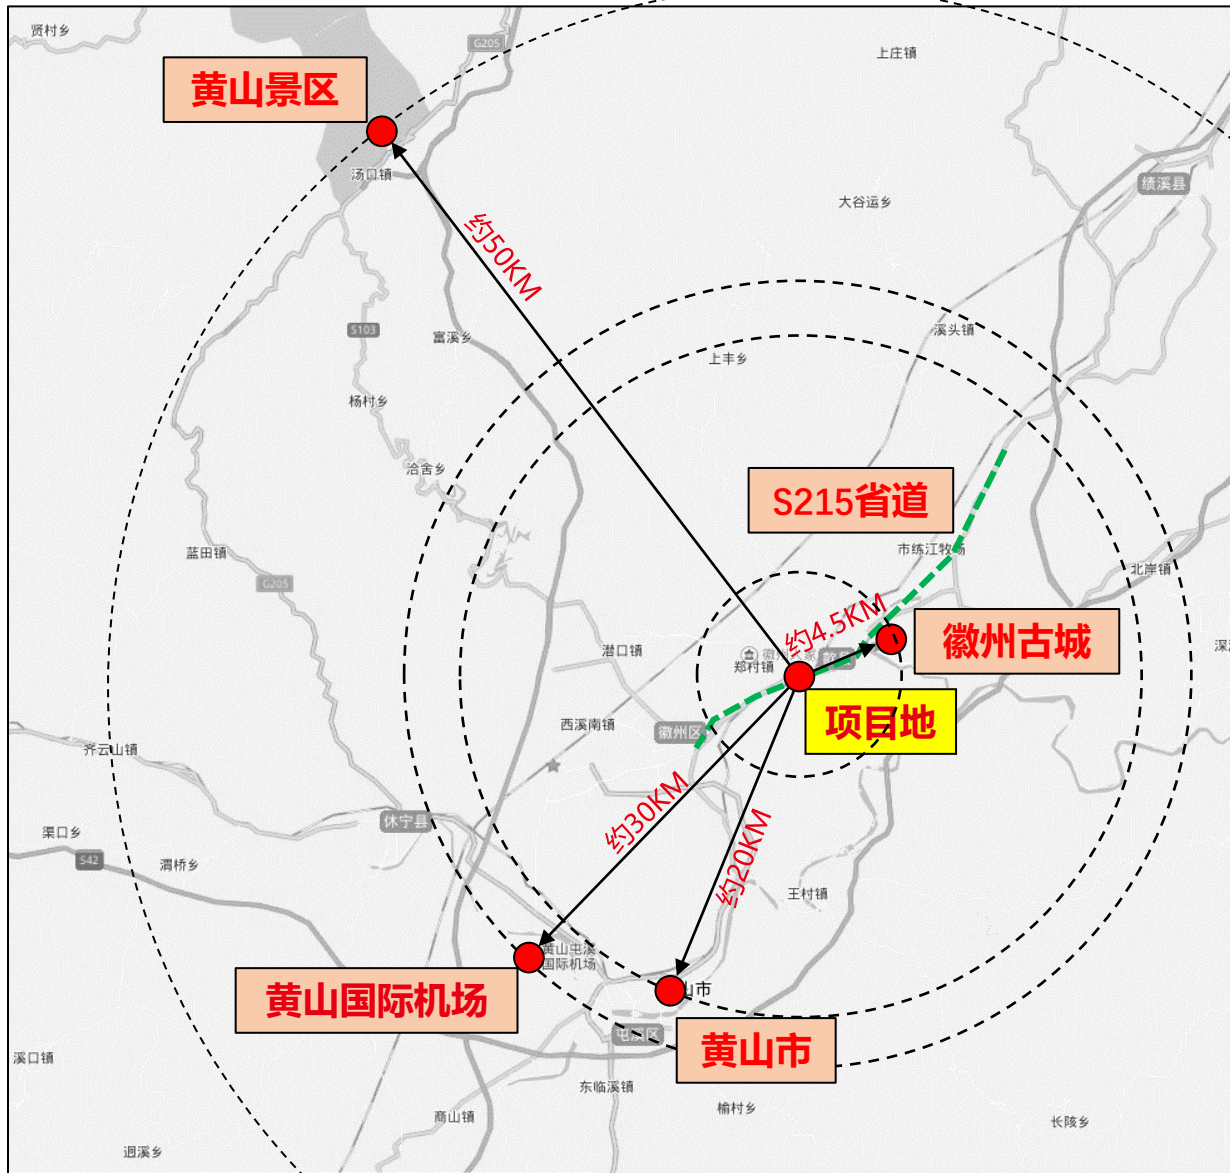 贤村乡
G205
上庄镇
黄山景区
汤口镇
绩溪县
大谷运乡
约50KM
S103
富溪乡
溪头镇
上丰乡
杨村乡
洽舍乡
S215省道
市练江牧场
蓝田镇
北岸镇
G205
约4.5KM
徽州古城
潜口镇
郑村镇
项目地
西溪南镇
徽州区
齐云山镇
约30KM
休宁县
渠口乡
S42
渭桥乡
约20KM
王村镇
黄山屯溪
国际机场
黄山国际机场
山市
屯溪区
黄山市
溪口镇
东临溪镇
榆村乡
商山镇
长陔乡
迥溪乡